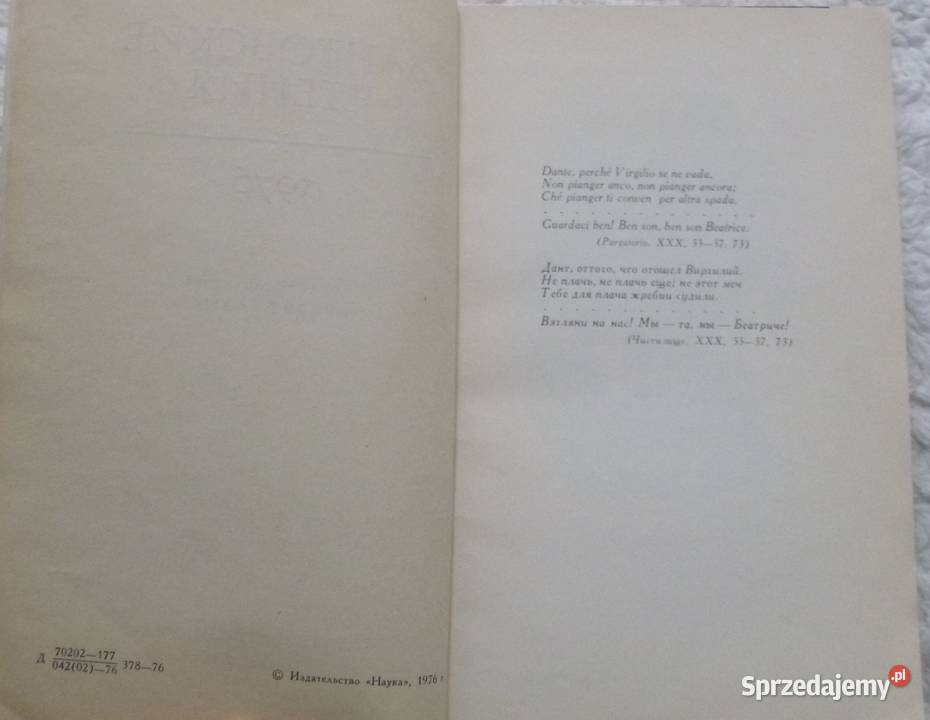 Д 70202—177
042(02)—76 378—76
© Издательство «Наука», 1976 г.
Dante, perché Virgilio se ne vada,
Non pianger anco, non pianger ancora;
Ché pianger ti conven per altra spada.
. . . . . . . . . . . . . .
Guardaci ben! Ben son, ben son Beatrice.
(Purgatorio, XXX, 55—57, 73)
Дант, оттого, что отошел Виргилий,
Не плачь, не плачь еще; не этот меч
Тебе для плача жребии судили.
. . . . . . . . . . . . . .
Взгляни на нас! Мы — та, мы — Беатриче!
(Чистилище, XXX, 55—57, 73)
Sprzedajemy.pl